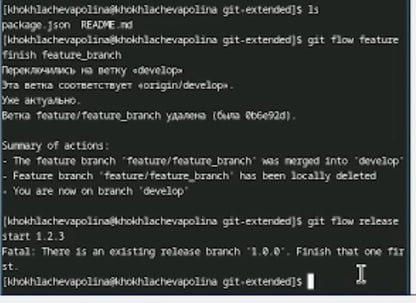 [khokhlachevapolina@khokhlachevapolina git-extended]$ ls
package.json  README.md
[khokhlachevapolina@khokhlachevapolina git-extended]$ git flow feature
finish feature_branch
Переключились на ветку «develop»
Эта ветка соответствует «origin/develop».
Уже актуально.
Ветка feature/feature_branch удалена (была 0b6e92d).

Summary of actions:
- The feature branch 'feature/feature_branch' was merged into 'develop'
- Feature branch 'feature/feature_branch' has been locally deleted
- You are now on branch 'develop'

[khokhlachevapolina@khokhlachevapolina git-extended]$ git flow release
start 1.2.3
Fatal: There is an existing release branch '1.0.0'. Finish that one fir
st.
[khokhlachevapolina@khokhlachevapolina git-extended]$